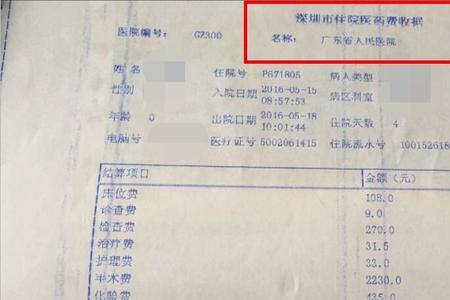 深圳市住院医药费收据
医院编号: GZ300 名称: 广东省人民医院
姓名 住院号 P671805 病人类型
性别 入院日期 2016-05-15 08:57:53 病区科室
年龄 0 出院日期 2016-05-18 10:01:44 住院天数 4
电脑号 医疗证号 5002061415 住院流水号 100152618
结算项目 金额(元)
床位费 108.0
诊查费 9.0
检查费 270.0
治疗费 31.5
护理费 33.0
手术费 2230.0
化验费 435.0